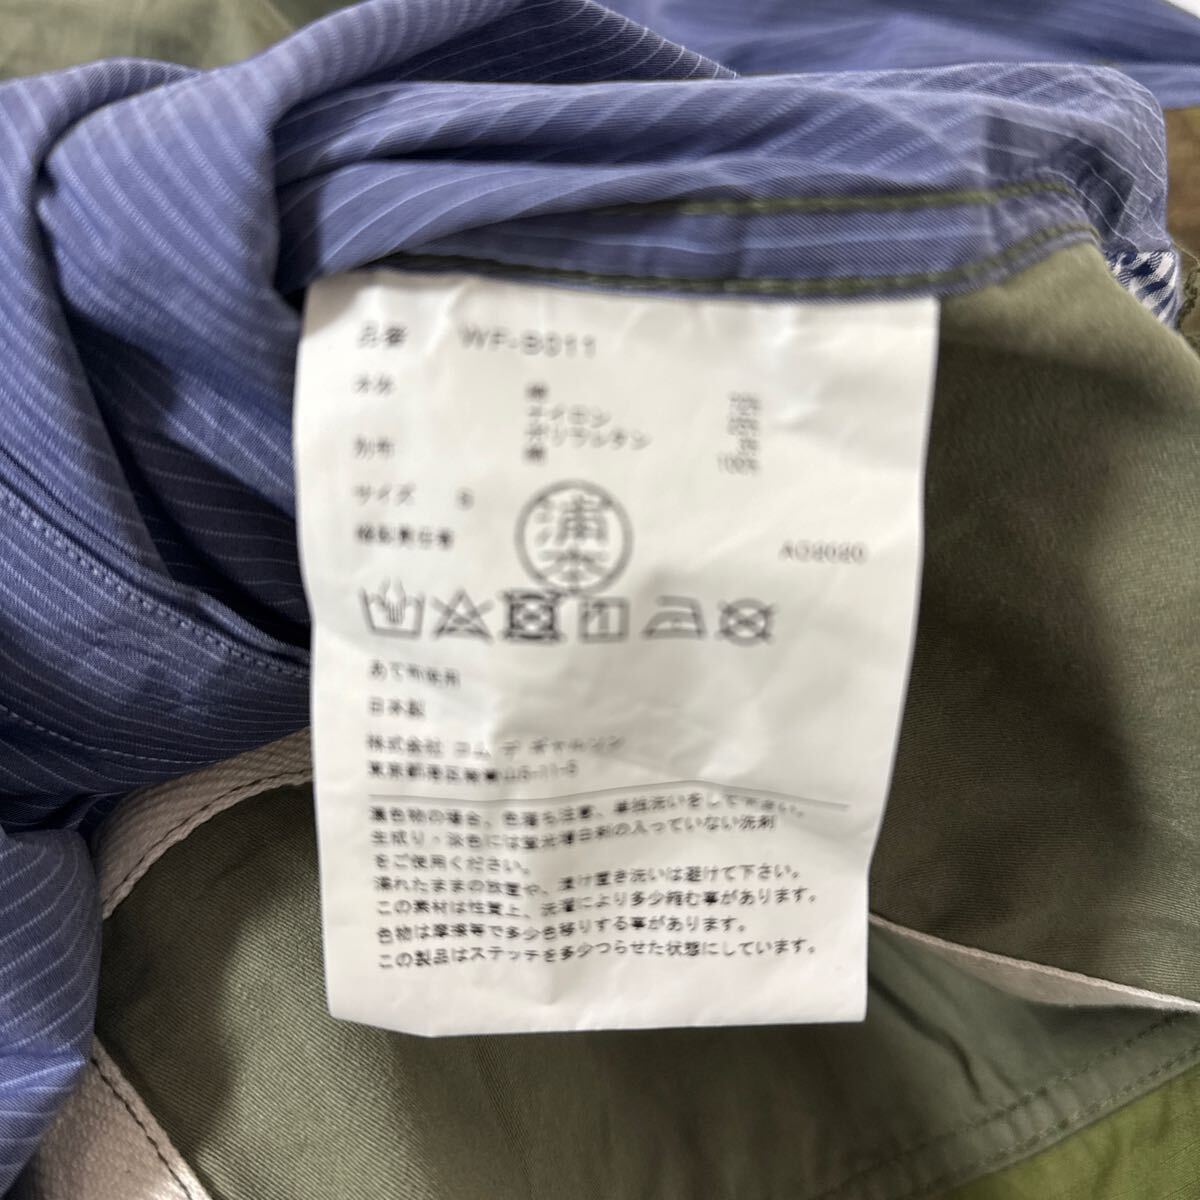 品番 WF-B011
本体 綿
ナイロン
ポリウレタン
別布 綿 100%
サイズ S
補取責任者
浦本
AD2020
あて布使用
日本製
株式会社 コム デ ギャルソン
東京都港区南青山5-11-5
濃色物の場合、色落ち注意、単独洗いをして下さい。
生成り・淡色には蛍光増白剤の入っていない洗剤
をご使用ください。
濡れたままの放置や、漬け置き洗いは避けて下さい。
この素材は性質上、洗濯により多少縮む事があります。
色物は摩擦等で多少色移りする事があります。
この製品はステッチを多少つらせた状態にしています。